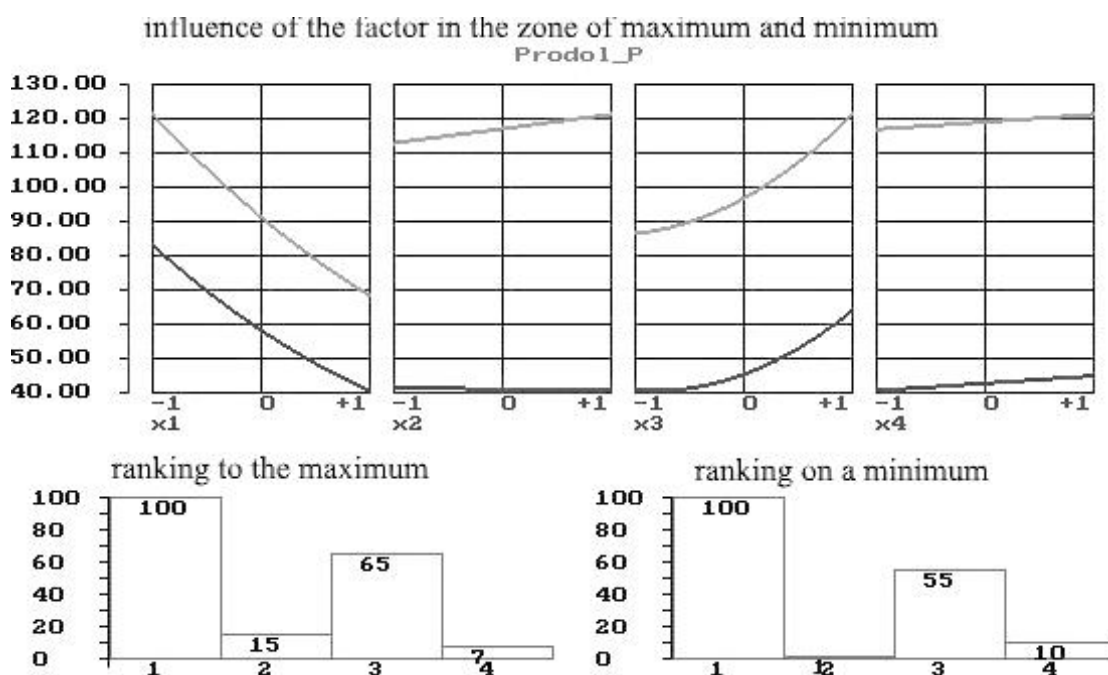 influence of the factor in the zone of maximum and minimum
Prodol_P
130.00
120.00
110.00
100.00
90.00
80.00
70.00
60.00
50.00
40.00
-1 0 +1 -1 0 +1 -1 0 +1 -1 0 +1
x1 x2 x3 x4
ranking to the maximum
100
80
60
40
20
0
100 15 65 7
1 2 3 4
ranking on a minimum
100
80
60
40
20
0
100 1 55 10
1 2 3 4